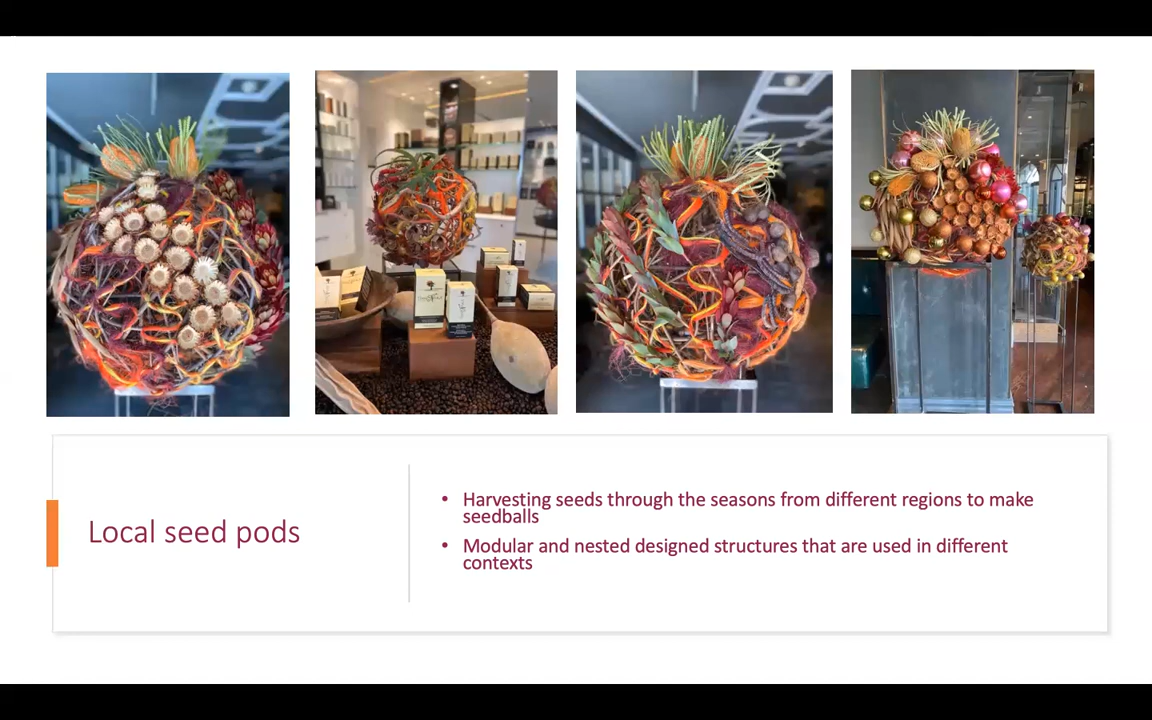 Local seed pods
• Harvesting seeds through the seasons from different regions to make
seedballs
• Modular and nested designed structures that are used in different
contexts